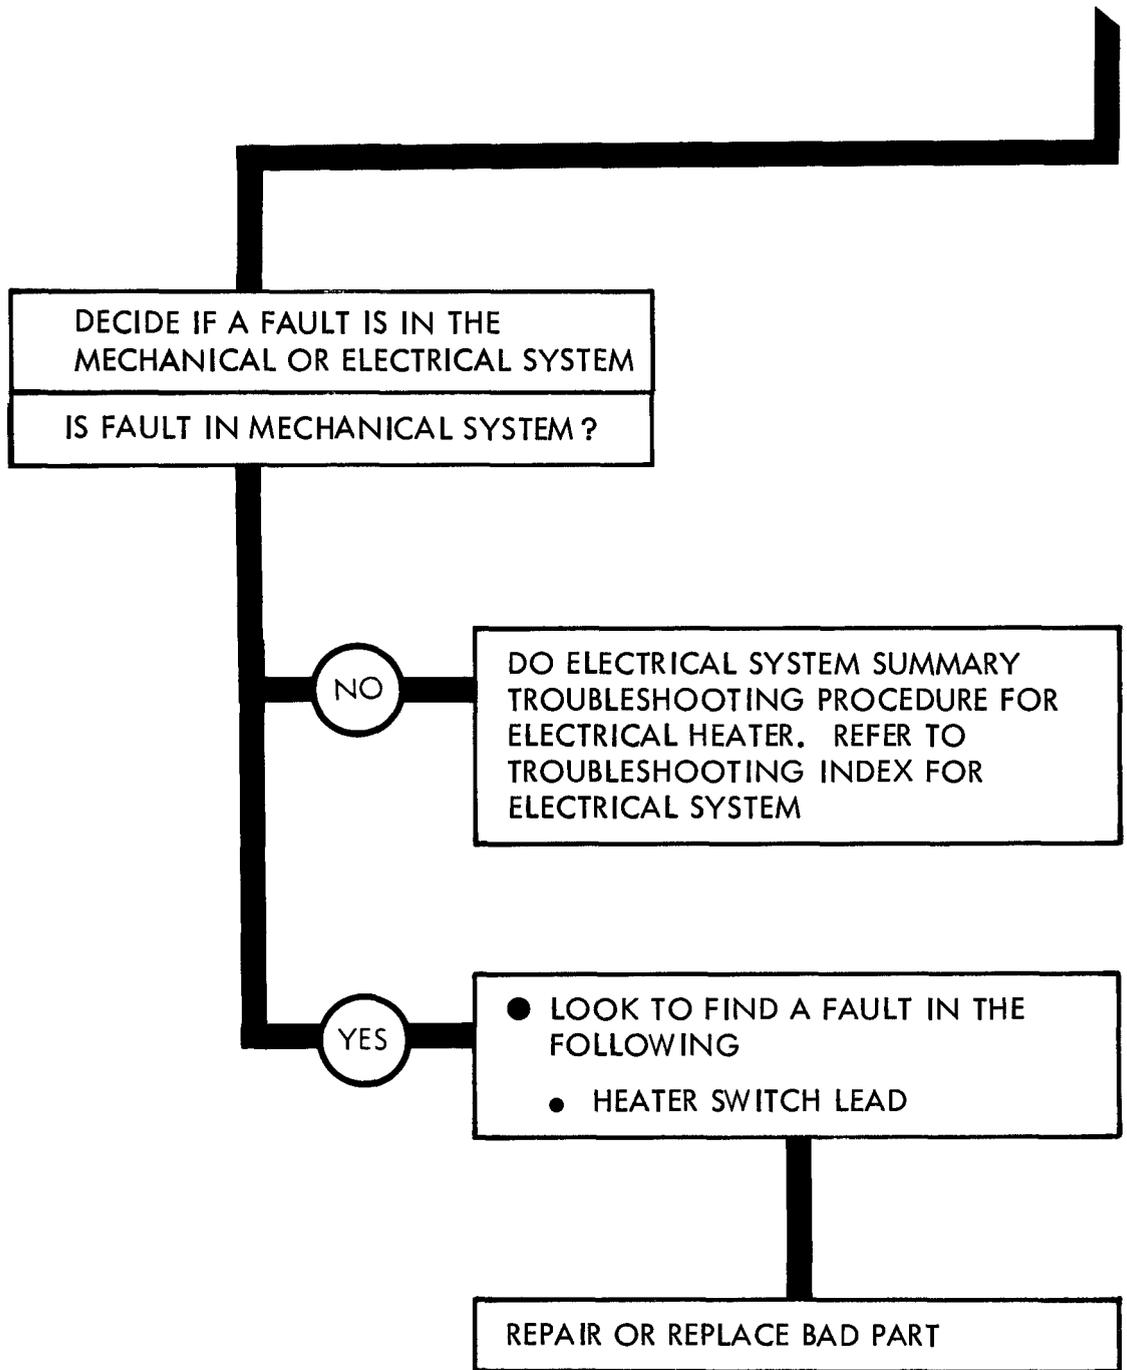 DECIDE IF A FAULT IS IN THE
MECHANICAL OR ELECTRICAL SYSTEM
IS FAULT IN MECHANICAL SYSTEM?
NO
DO ELECTRICAL SYSTEM SUMMARY
TROUBLESHOOTING PROCEDURE FOR
ELECTRICAL HEATER. REFER TO
TROUBLESHOOTING INDEX FOR
ELECTRICAL SYSTEM
YES
● LOOK TO FIND A FAULT IN THE
FOLLOWING
● HEATER SWITCH LEAD
REPAIR OR REPLACE BAD PART